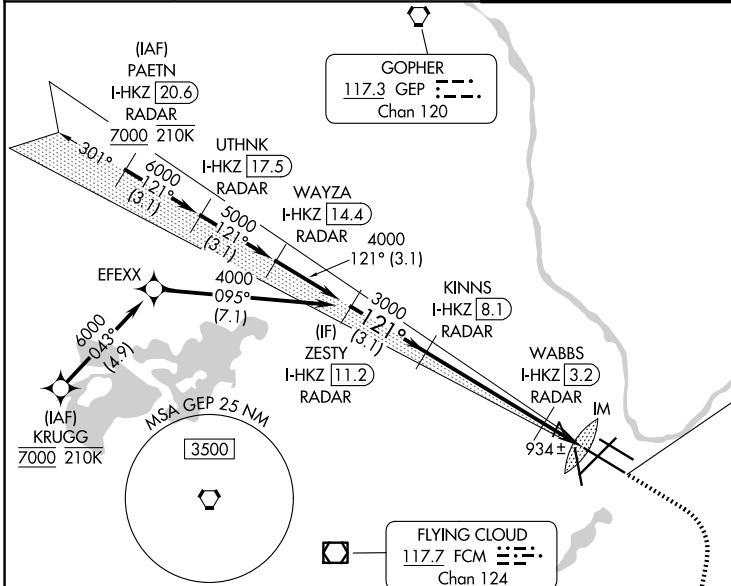 (IAF)
PAETN
I-HKZ 20.6
RADAR
7000 210K
301°
6000
121°
(3.1)
UTHNK
I-HKZ 17.5
RADAR
5000
121°
(3.1)
WAYZA
I-HKZ 14.4
RADAR
4000
121° (3.1)
GOPHER
117.3 GEP
Chan 120
EFEXX
4000
095°
(7.1)
6000
043°
(4.9)
(IAF)
KRUGG
7000 210K
(IF)
ZESTY
I-HKZ 11.2
RADAR
3000
121°
(3.1)
KINNS
I-HKZ 8.1
RADAR
WABBS
I-HKZ 3.2
RADAR
IM
934 ±
MSA GEP 25 NM
3500
FLYING CLOUD
117.7 FCM
Chan 124